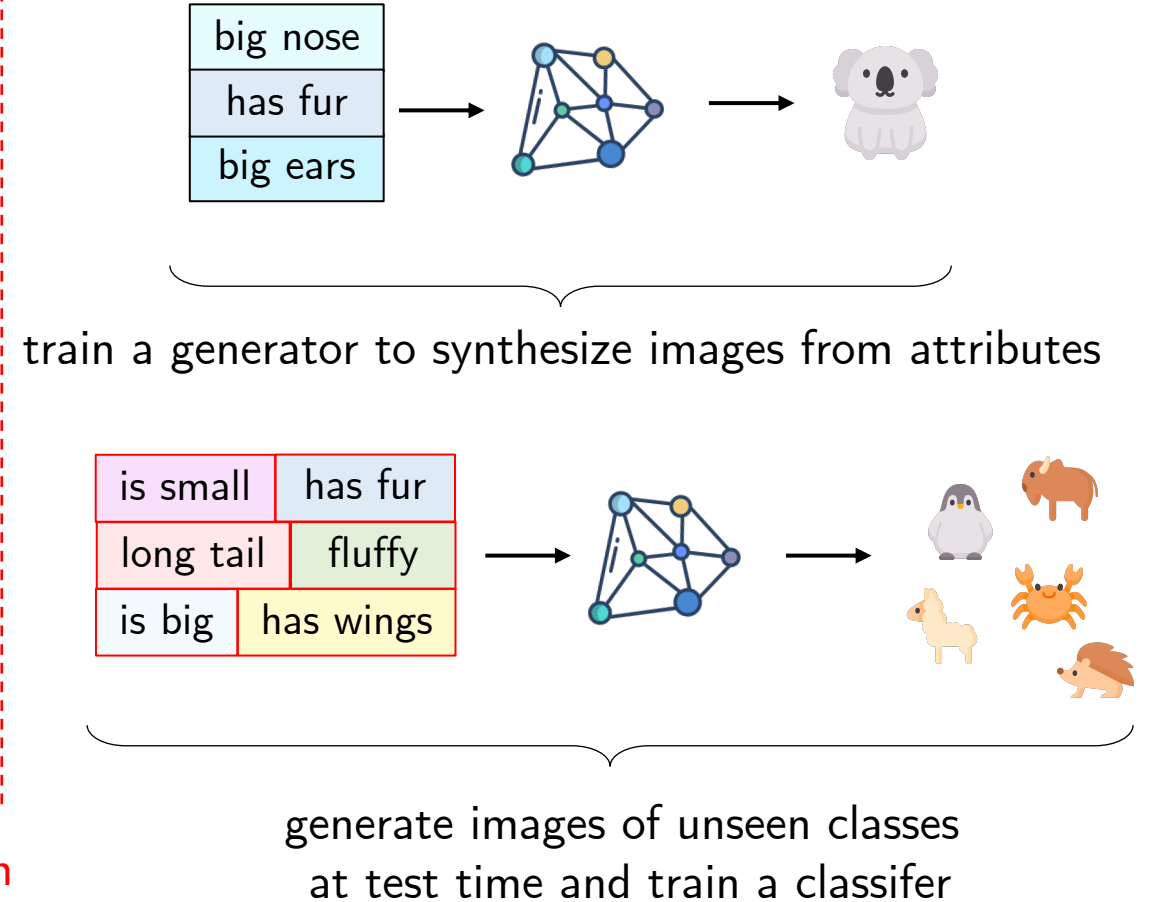 big nose
has fur
big ears
train a generator to synthesize images from attributes
is small has fur
long tail fluffy
is big has wings
generate images of unseen classes
at test time and train a classifer